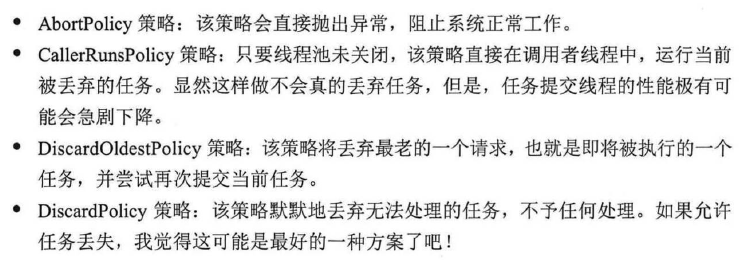 • AbortPolicy 策略：该策略会直接抛出异常，阻止系统正常工作。
• CallerRunsPolicy 策略：只要线程池未关闭，该策略直接在调用者线程中，运行当前
被丢弃的任务。显然这样做不会真的丢弃任务，但是，任务提交线程的性能极有可
能会急剧下降。
• DiscardOldestPolicy 策略：该策略将丢弃最老的一个请求，也就是即将被执行的一个
任务，并尝试再次提交当前任务。
• DiscardPolicy 策略：该策略默默地丢弃无法处理的任务，不予任何处理。如果允许
任务丢失，我觉得这可能是最好的一种方案了吧！